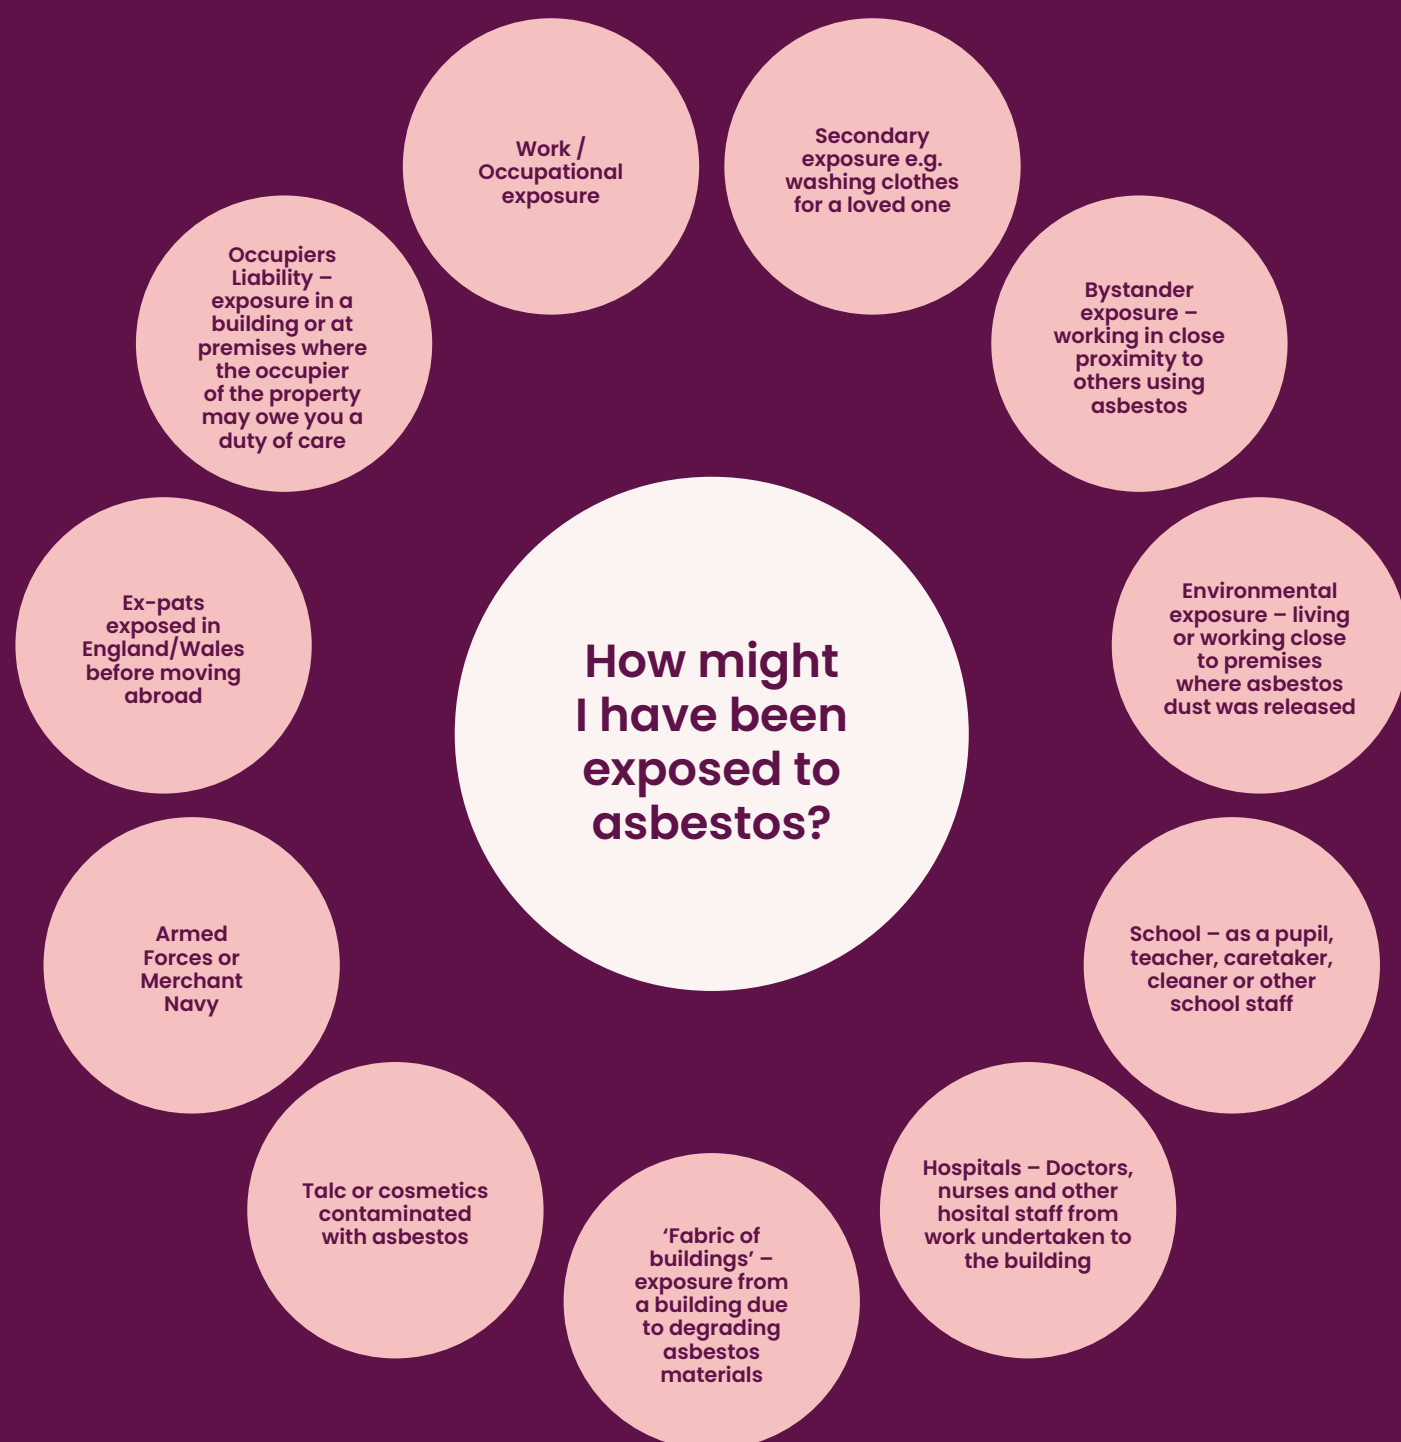 How might
I have been
exposed to
asbestos?
Work /
Occupational
exposure
Secondary
exposure e.g.
washing clothes
for a loved one
Bystander
exposure –
working in close
proximity to
others using
asbestos
Environmental
exposure – living
or working close
to premises
where asbestos
dust was released
School – as a pupil,
teacher, caretaker,
cleaner or other
school staff
Hospitals – Doctors,
nurses and other
hosital staff from
work undertaken to
the building
‘Fabric of
buildings’ –
exposure from
a building due
to degrading
asbestos
materials
Talc or cosmetics
contaminated
with asbestos
Armed
Forces or
Merchant
Navy
Ex-pats
exposed in
England/Wales
before moving
abroad
Occupiers
Liability –
exposure in a
building or at
premises where
the occupier
of the property
may owe you a
duty of care